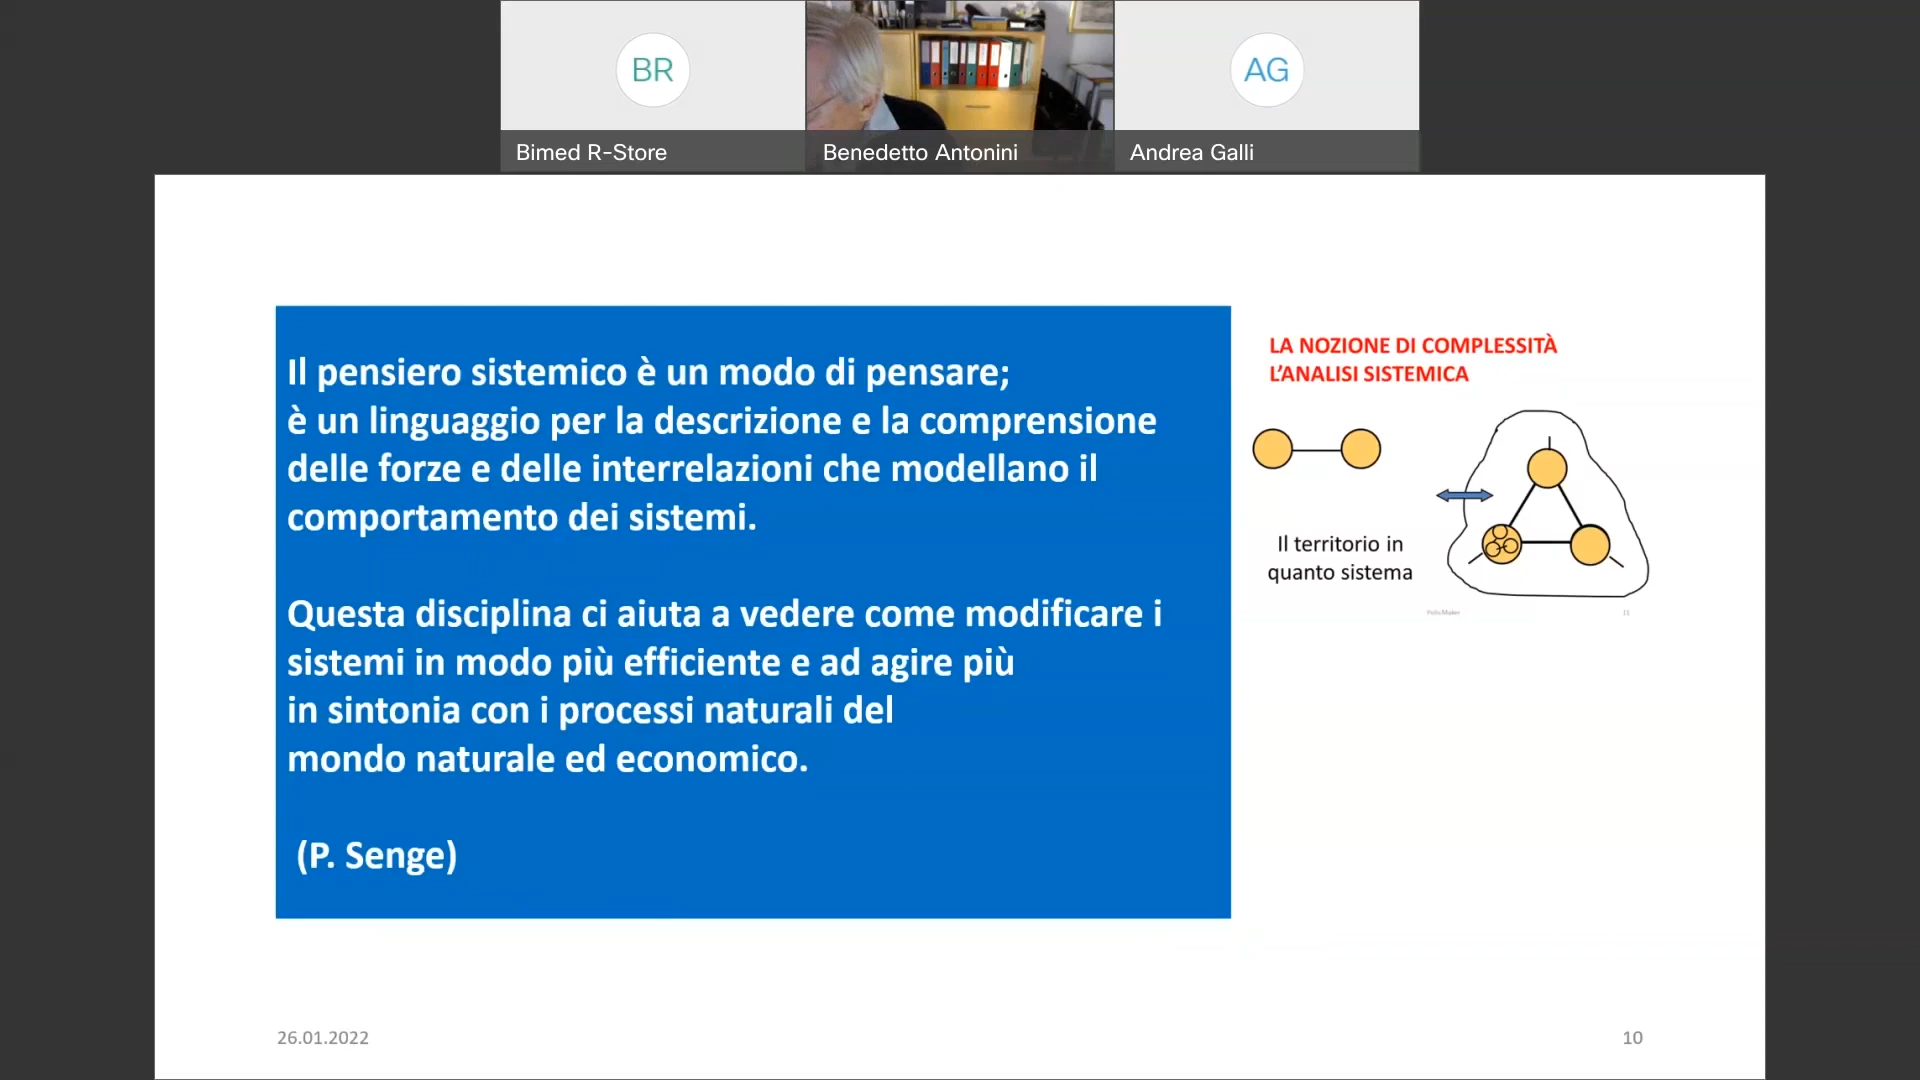 BR
AG
Bimed R-Store
Benedetto Antonini
Andrea Galli
Il pensiero sistemico è un modo di pensare;
è un linguaggio per la descrizione e la comprensione
delle forze e delle interrelazioni che modellano il
comportamento dei sistemi.
Questa disciplina ci aiuta a vedere come modificare i
sistemi in modo più efficiente e ad agire più
in sintonia con i processi naturali del
mondo naturale ed economico.
(P. Senge)
LA NOZIONE DI COMPLESSITÀ
L’ANALISI SISTEMICA
Il territorio in
quanto sistema
26.01.2022
10